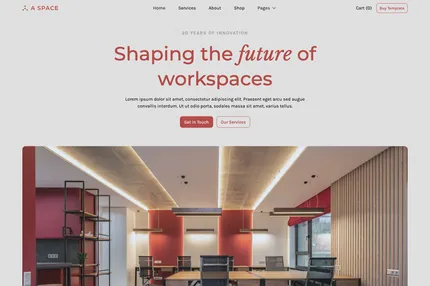 A SPACE
Home Services About Shop Pages Cart (0) Buy Template
20 YEARS OF INNOVATION
Shaping the future of
workspaces
Lorem ipsum dolor sit amet, consectetur adipiscing elit. Praesent eget arcu sed augue
convallis interdum. Ut ut odio porta, sodales massa sit amet, varius tellus.
Get In Touch Our Services